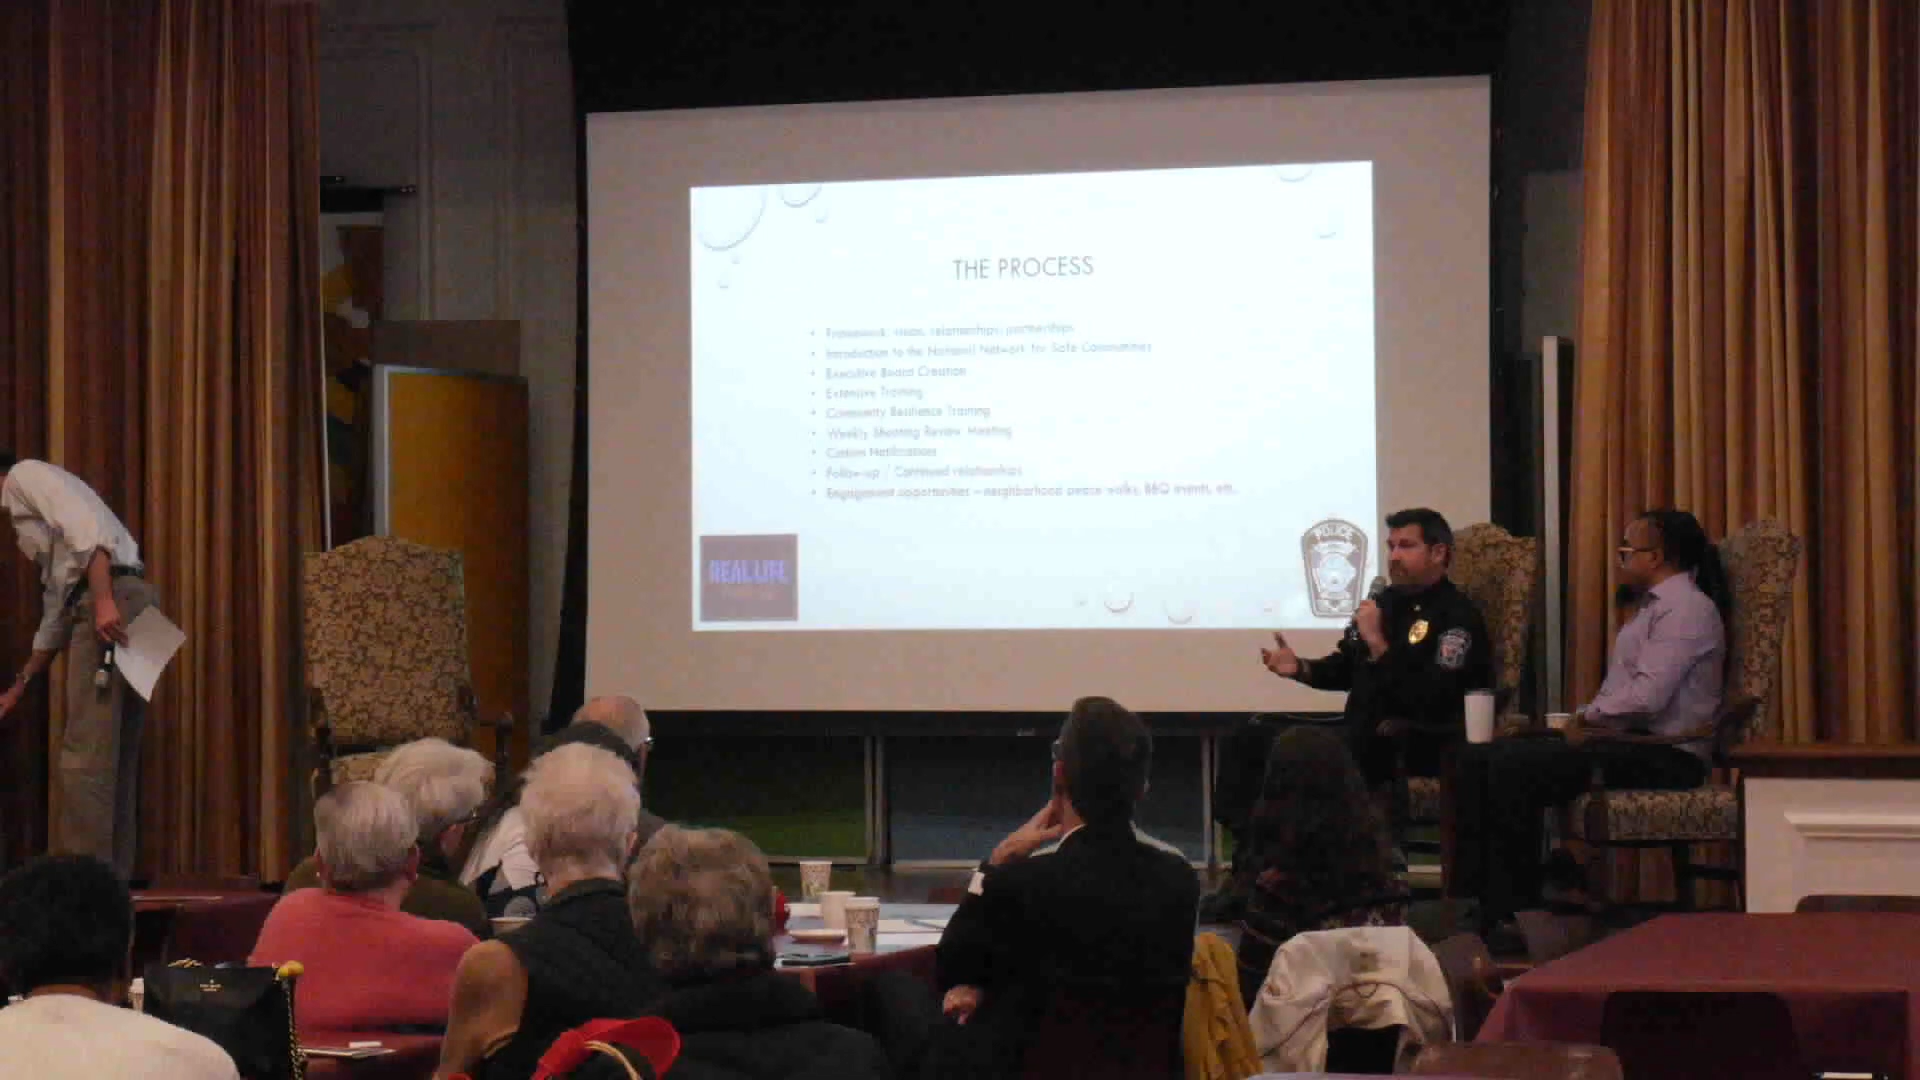 THE PROCESS
• Framework, vision, relationships, partnerships
• Introduction to the National Network for Safe Communities
• Executive Board Creation
• Extensive Training
• Community Resilience Training
• Weekly Shooting Review Meeting
• Custom Notifications
• Follow-up / Continued relationships
• Engagement opportunities – neighborhood peace walks, BBQ events, etc.
REAL LIFE
POLICE